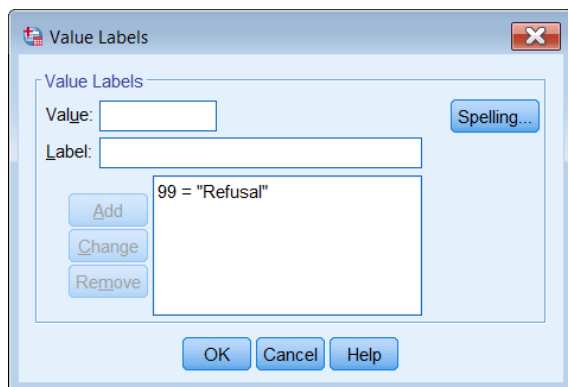 Value Labels
Value Labels
Value:
Spelling...
Label:
99 = "Refusal"
Add
Change
Remove
OK Cancel Help